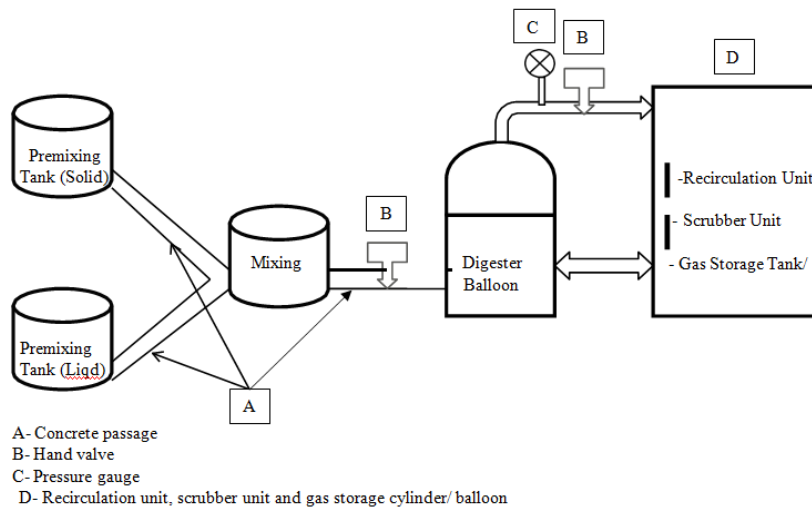 C
B
D
Premixing
Tank (Solid)
-Recirculation Unit
B
- Scrubber Unit
Mixing
Digester
Balloon
- Gas Storage Tank/
Premixing
Tank (Liqd)
A
A- Concrete passage
B- Hand valve
C- Pressure gauge
D- Recirculation unit, scrubber unit and gas storage cylinder/ balloon